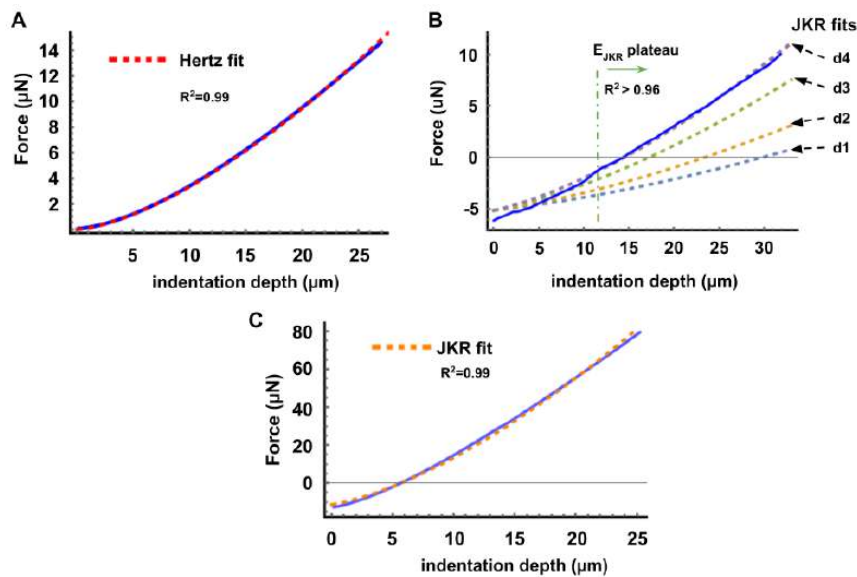 A
Hertz fit
R²=0.99
14
12
10
8
6
4
2
Force (μN)
5
10
15
20
25
indentation depth (μm)
B
JKR fits
E_JKR plateau
R² > 0.96
d4
d3
d2
d1
10
5
0
-5
Force (μN)
0
5
10
15
20
25
30
indentation depth (μm)
C
JKR fit
R²=0.99
80
60
40
20
0
Force (μN)
0
5
10
15
20
25
indentation depth (μm)